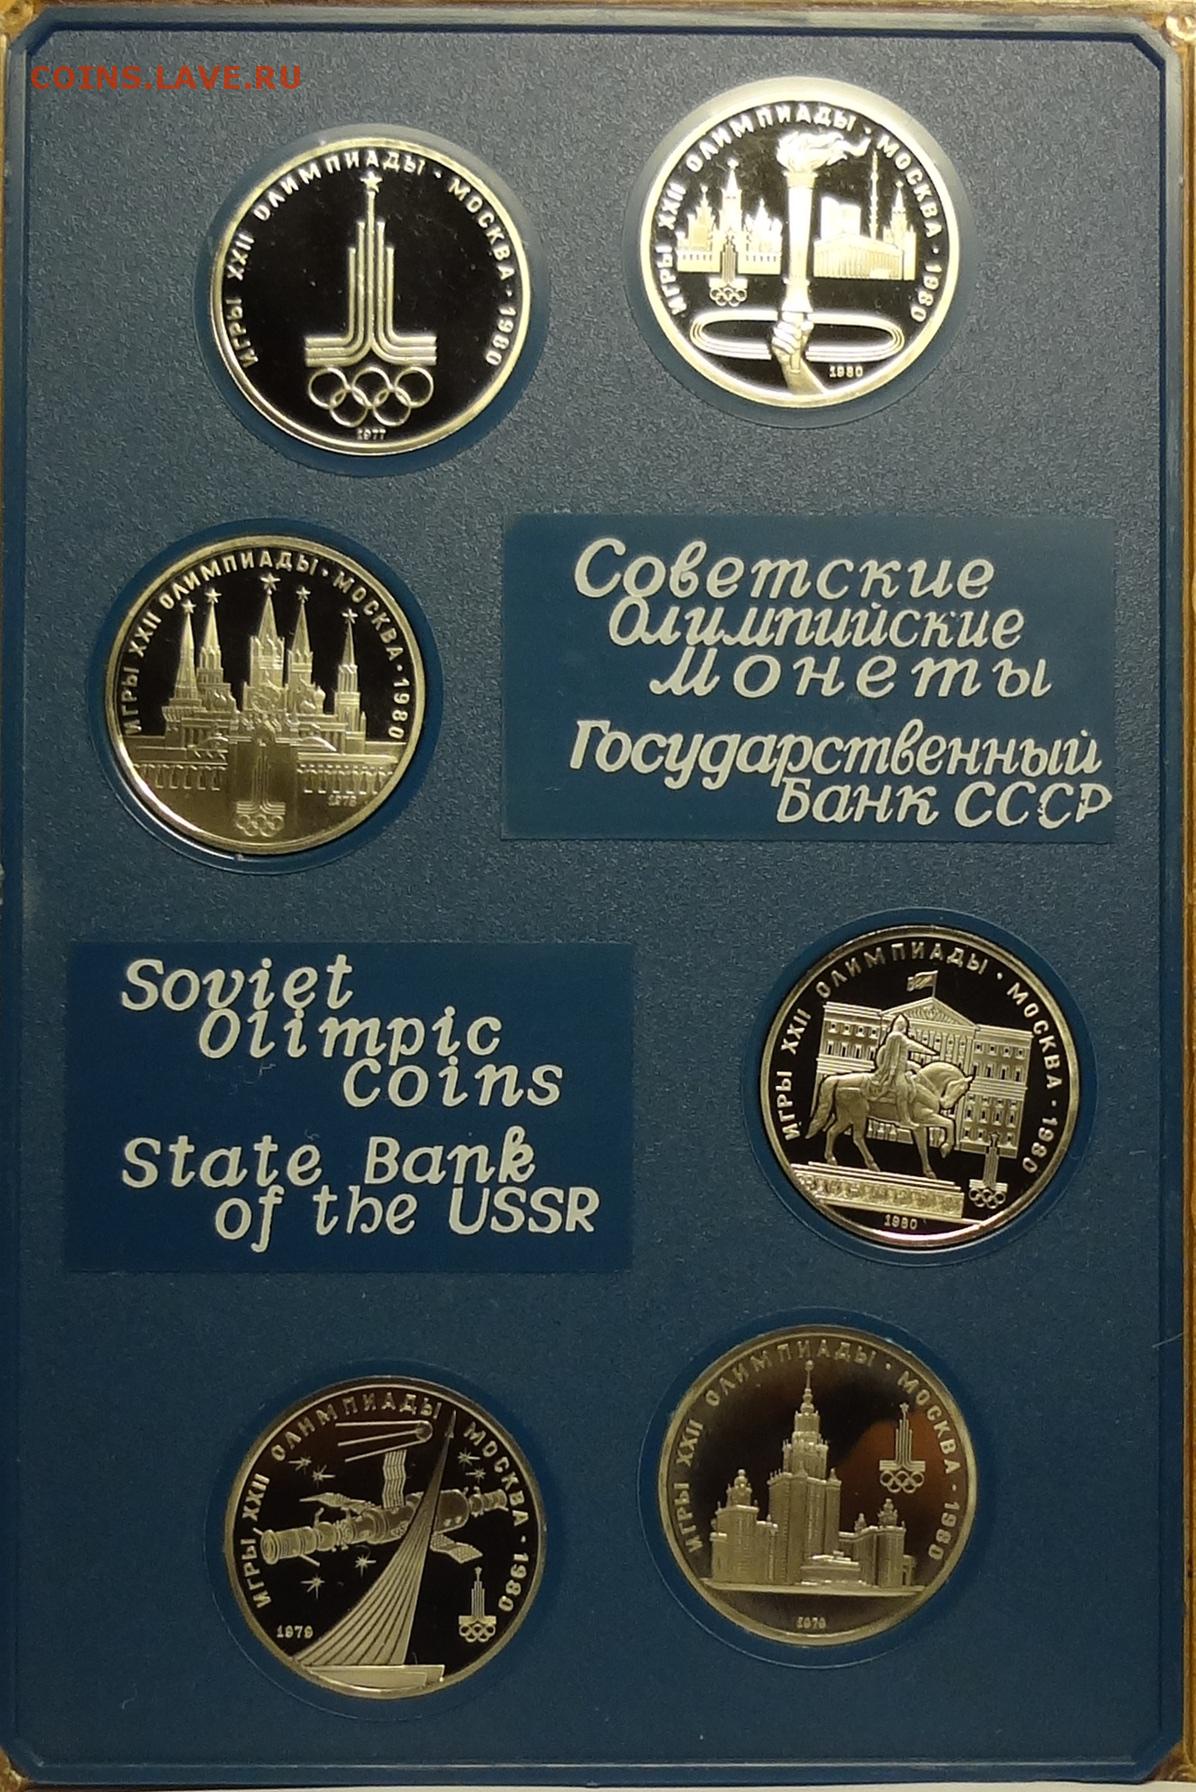 COINS.LAVE.RU
ИГРЫ XXII ОЛИМПИАДЫ · МОСКВА · 1980
1977
ИГРЫ XXII ОЛИМПИАДЫ · МОСКВА · 1980
1980
ИГРЫ XXII ОЛИМПИАДЫ · МОСКВА · 1980
1978
Советские
Олимпийские
Монеты
Государственный
Банк СССР
Soviet
Olimpic
Coins
State Bank
of the USSR
ИГРЫ XXII ОЛИМПИАДЫ · МОСКВА · 1980
1980
ИГРЫ XXII ОЛИМПИАДЫ МОСКВА · 1980
1979
ИГРЫ XXII ОЛИМПИАДЫ · МОСКВА · 1980
1979